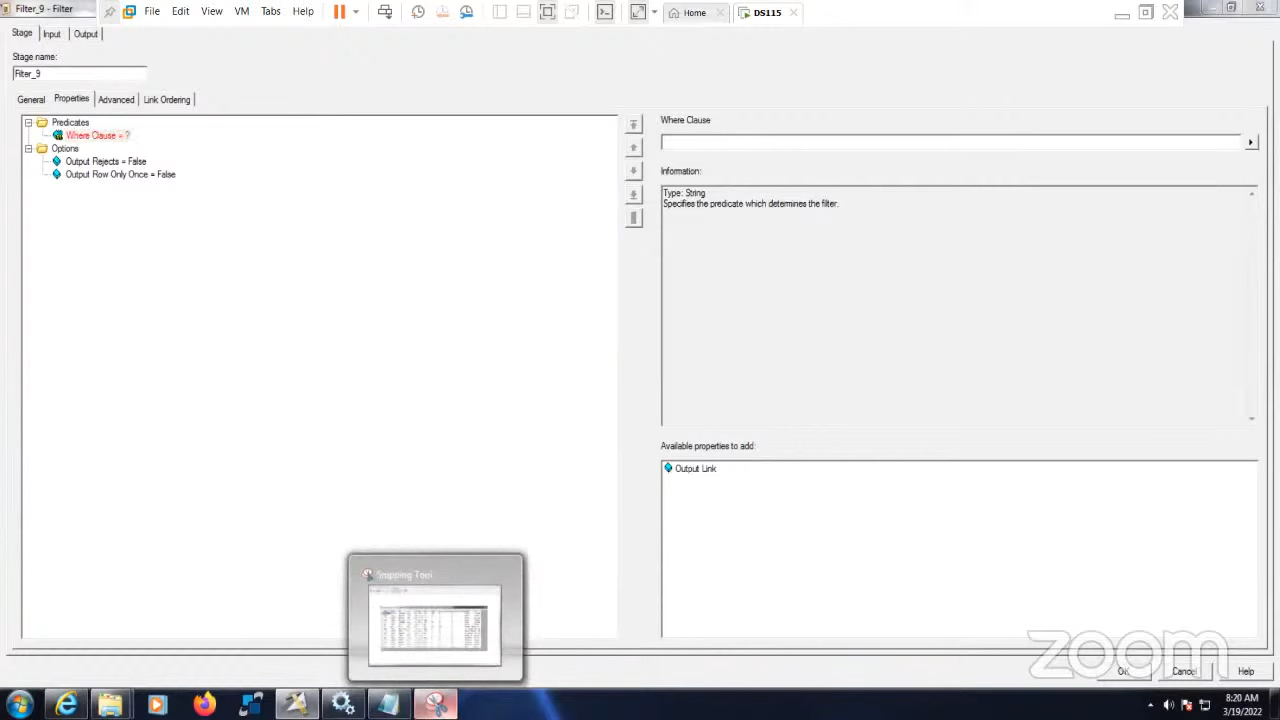 Filter_9 - Filter
File Edit View VM Tabs Help
Home
DS115
Stage Input Output
Stage name:
Filter_9
General Properties Advanced Link Ordering
Predicates
Where Clause = ?
Options
Output Rejects = False
Output Row Only Once = False
Where Clause
Information:
Type: String
Specifies the predicate which determines the filter.
Available properties to add:
Output Link
Snipping Tool
zoom
OK Cancel Help
8:20 AM
3/19/2022